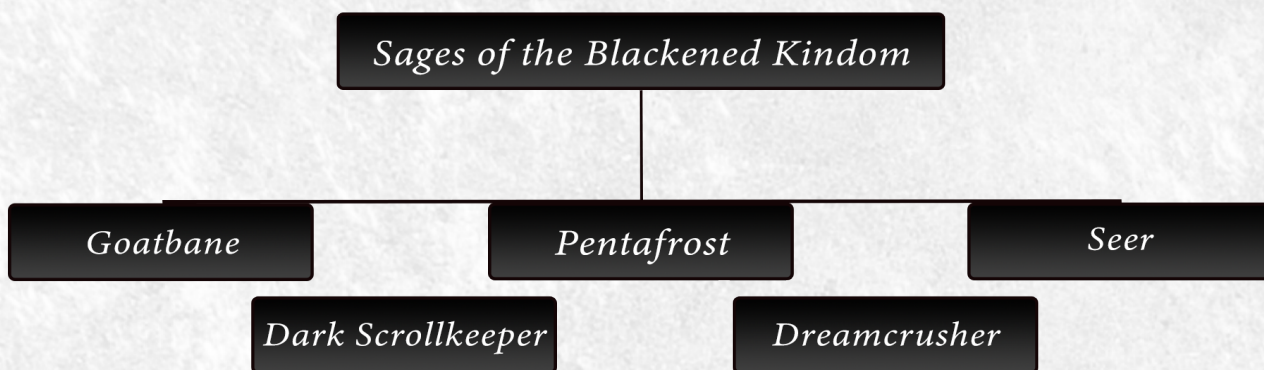 Sages of the Blackened Kindom
Goatbane
Pentafrost
Seer
Dark Scrollkeeper
Dreamcrusher